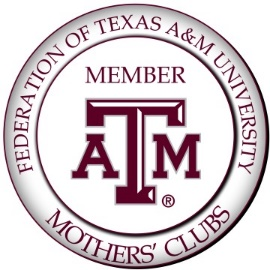 FEDERATION OF TEXAS A&M UNIVERSITY
MEMBER
ATM®
MOTHERS' CLUBS